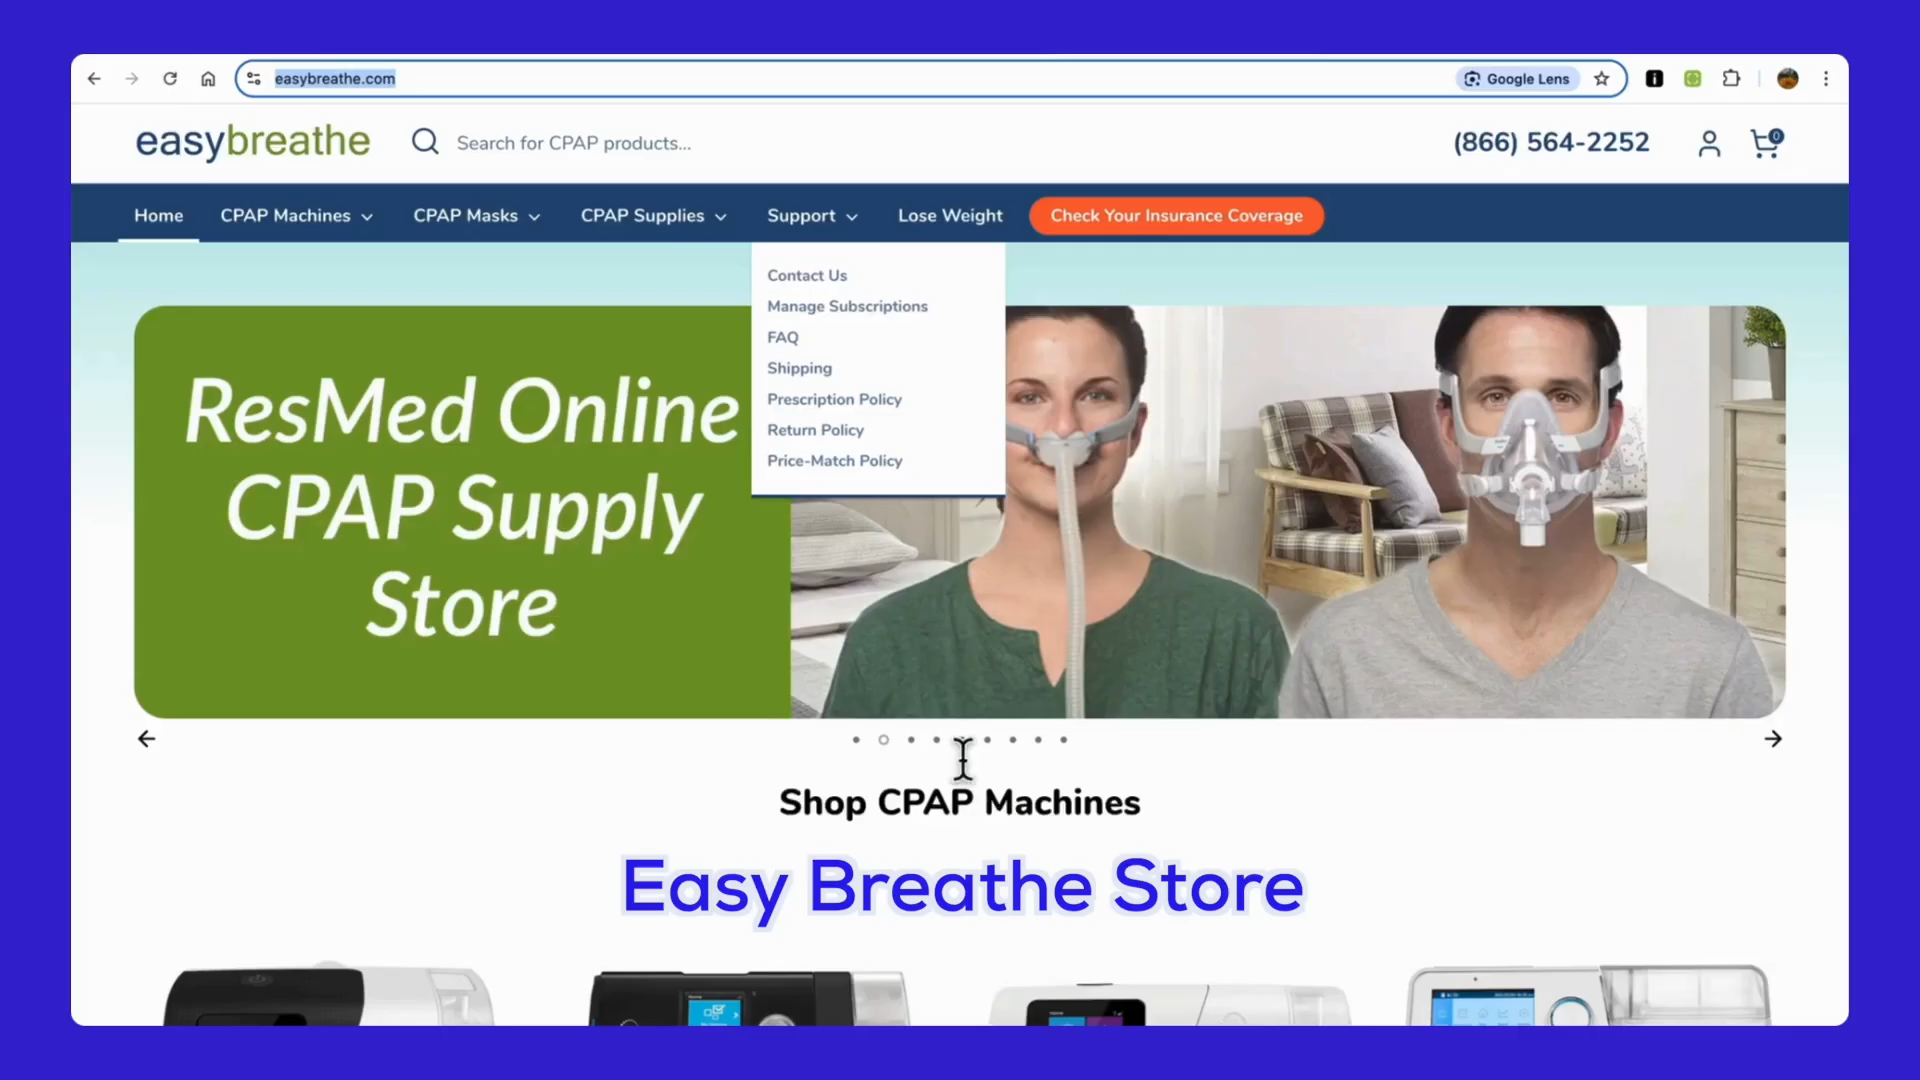 easybreathe.com
Google Lens
easybreathe
Search for CPAP products...
(866) 564-2252
0
Home
CPAP Machines
CPAP Masks
CPAP Supplies
Support
Lose Weight
Check Your Insurance Coverage
Contact Us
Manage Subscriptions
FAQ
Shipping
Prescription Policy
Return Policy
Price-Match Policy
ResMed Online
CPAP Supply
Store
Shop CPAP Machines
Easy Breathe Store